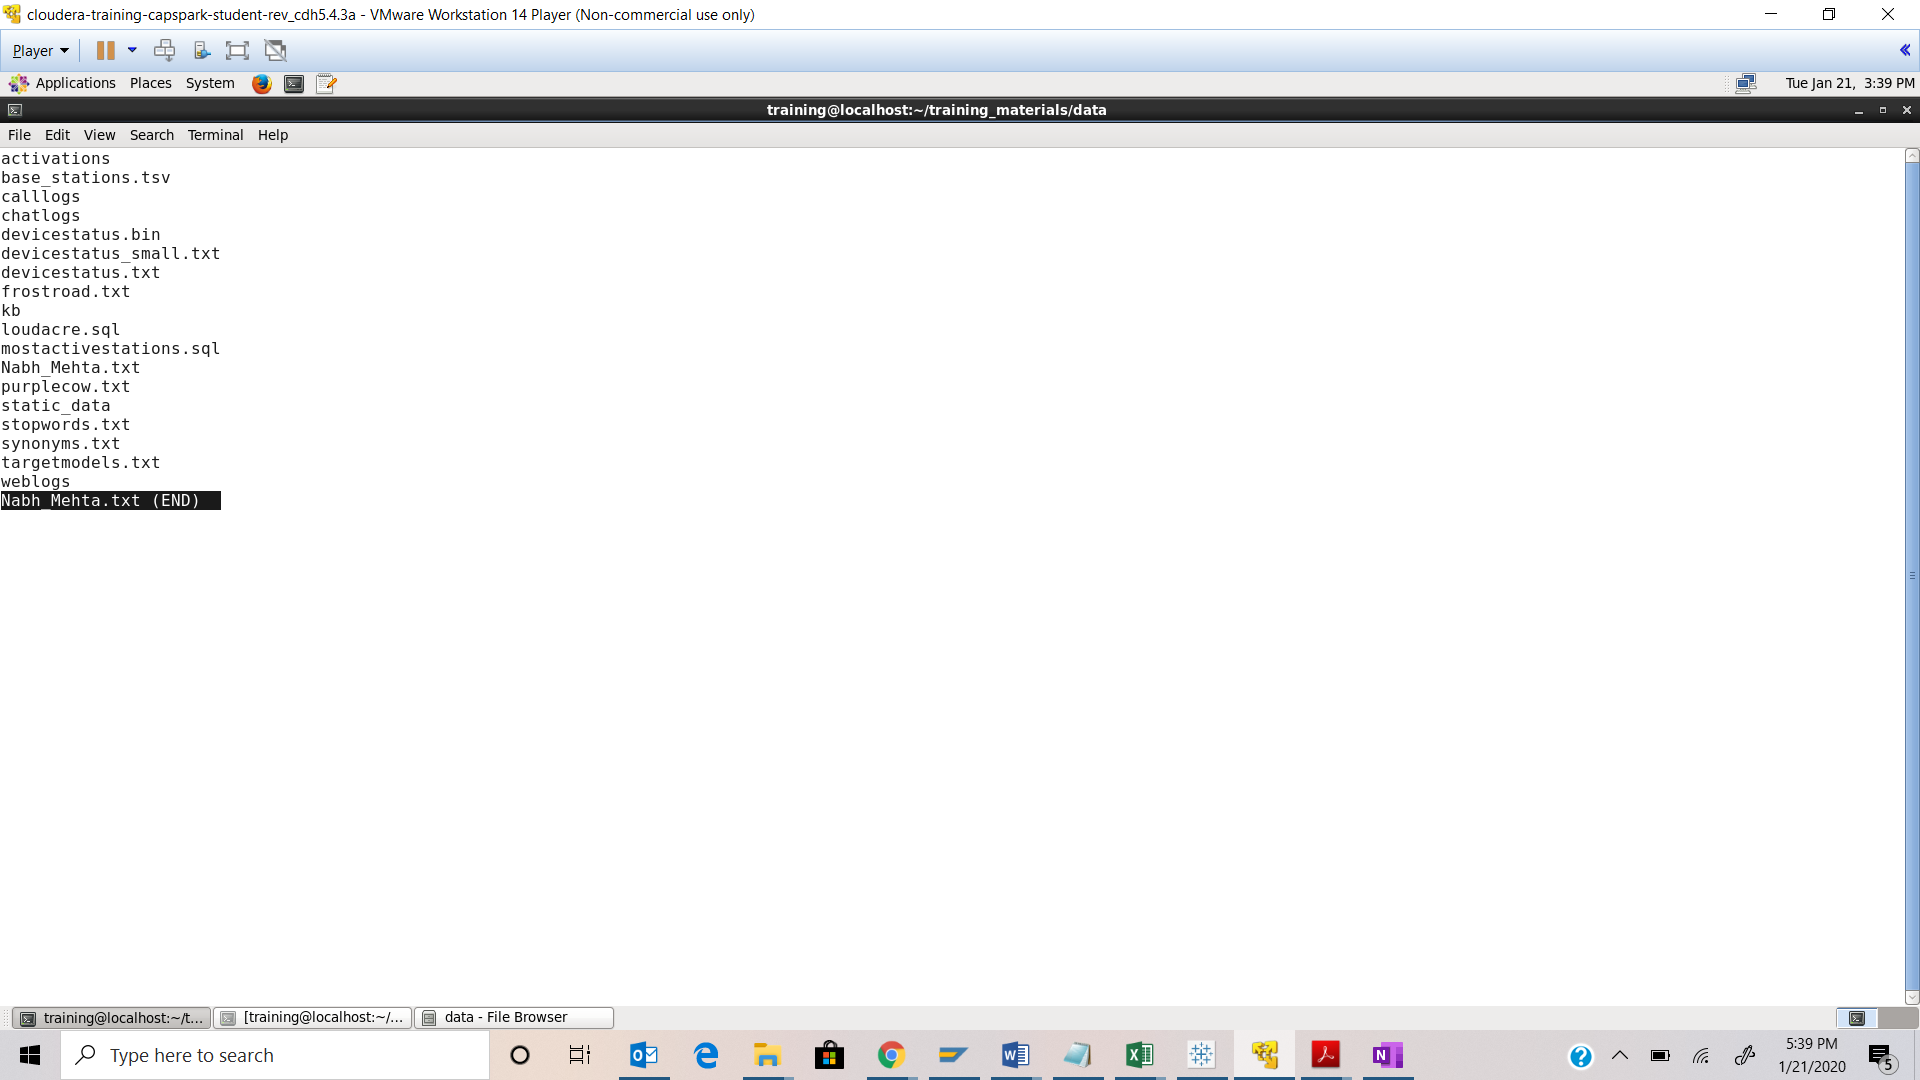 cloudera-training-capspark-student-rev_cdh5.4.3a - VMware Workstation 14 Player (Non-commercial use only)
Player
Applications Places System Tue Jan 21, 3:39 PM
training@localhost:~/training_materials/data
File Edit View Search Terminal Help
activations
base_stations.tsv
calllogs
chatlogs
devicestatus.bin
devicestatus_small.txt
devicestatus.txt
frostroad.txt
kb
loudacre.sql
mostactivestations.sql
Nabh_Mehta.txt
purplecow.txt
static_data
stopwords.txt
synonyms.txt
targetmodels.txt
weblogs
Nabh_Mehta.txt (END)
training@localhost:~/t... [training@localhost:~/... data - File Browser
Type here to search
5:39 PM
1/21/2020
5